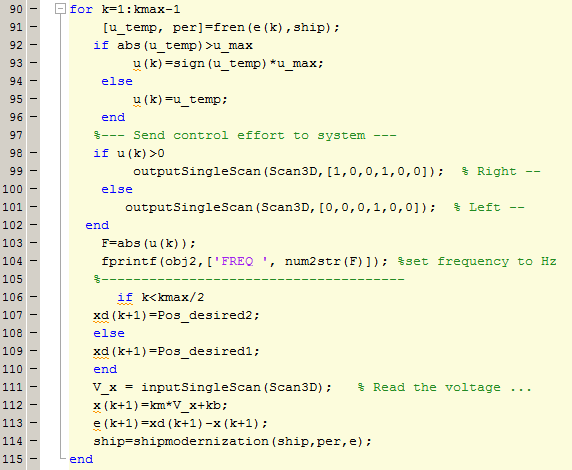 90 – for k=1:kmax-1
91 – [u_temp, per]=fren(e(k),ship);
92 – if abs(u_temp)>u_max
93 – u(k)=sign(u_temp)*u_max;
94 – else
95 – u(k)=u_temp;
96 – end
97 %--- Send control effort to system ---
98 – if u(k)>0
99 – outputSingleScan(Scan3D,[1,0,0,1,0,0]); % Right --
100 – else
101 – outputSingleScan(Scan3D,[0,0,0,1,0,0]); % Left --
102 – end
103 – F=abs(u(k));
104 – fprintf(obj2,['FREQ ', num2str(F)]); %set frequency to Hz
105 %--------------------------------------
106 – if k<kmax/2
107 – xd(k+1)=Pos_desired2;
108 – else
109 – xd(k+1)=Pos_desired1;
110 – end
111 – V_x = inputSingleScan(Scan3D); % Read the voltage ...
112 – x(k+1)=km*V_x+kb;
113 – e(k+1)=xd(k+1)-x(k+1);
114 – ship=shipmodernization(ship,per,e);
115 – end